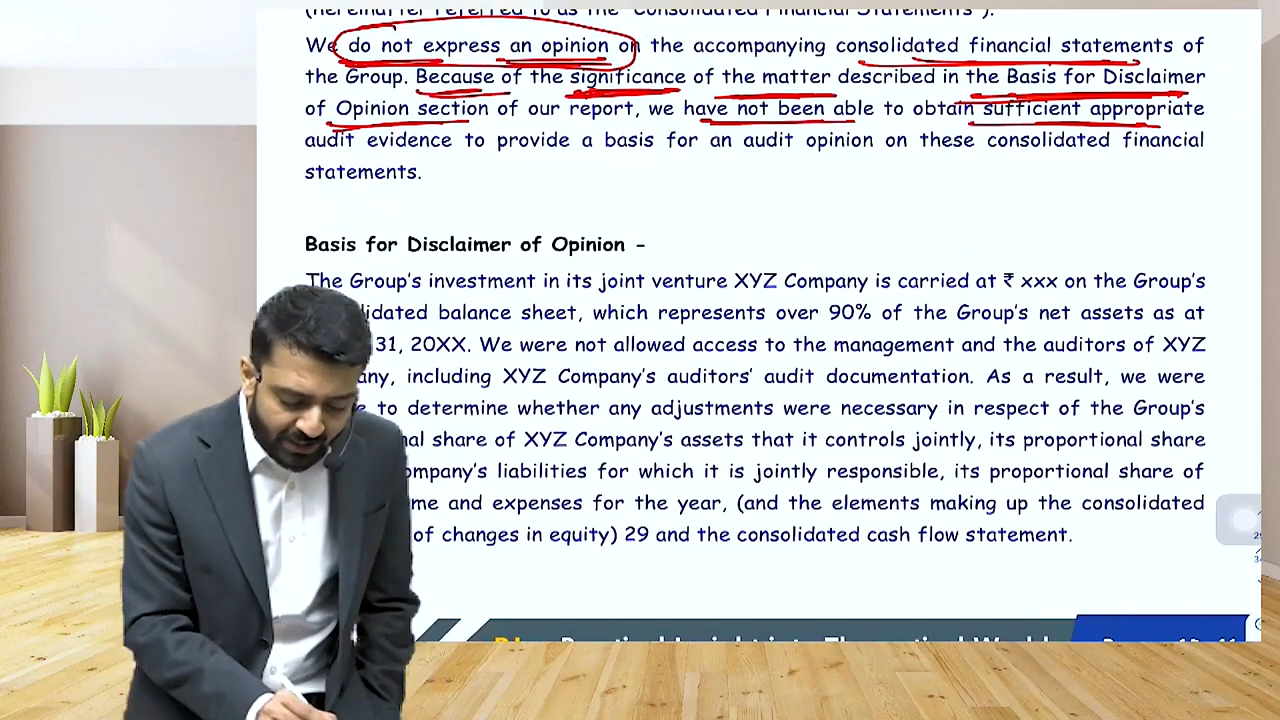 We do not express an opinion on the accompanying consolidated financial statements of
the Group. Because of the significance of the matter described in the Basis for Disclaimer
of Opinion section of our report, we have not been able to obtain sufficient appropriate
audit evidence to provide a basis for an audit opinion on these consolidated financial
statements.
Basis for Disclaimer of Opinion -
The Group's investment in its joint venture XYZ Company is carried at ₹ xxx on the Group's
balance sheet, which represents over 90% of the Group's net assets as at
31, 20XX. We were not allowed access to the management and the auditors of XYZ
including XYZ Company's auditors' audit documentation. As a result, we were
to determine whether any adjustments were necessary in respect of the Group's
share of XYZ Company's assets that it controls jointly, its proportional share
liabilities for which it is jointly responsible, its proportional share of
and expenses for the year, (and the elements making up the consolidated
of changes in equity) 29 and the consolidated cash flow statement.